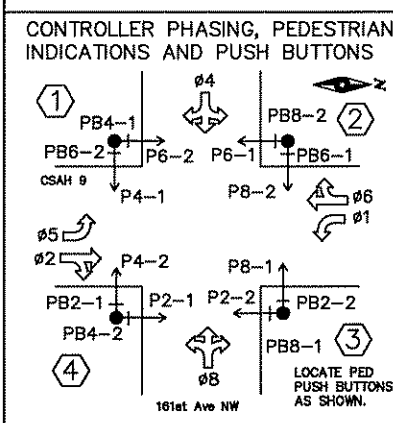 CONTROLLER PHASING, PEDESTRIAN
INDICATIONS AND PUSH BUTTONS
ø4
N
1
PB4-1
PB8-2
2
PB6-2
P6-2
P6-1
PB6-1
CSAH 9
P4-1
P8-2
ø6
ø1
ø5
ø2
P4-2
P8-1
PB2-1
P2-1
P2-2
PB2-2
PB4-2
PB8-1
3
4
ø8
LOCATE PED
PUSH BUTTONS
AS SHOWN.
161st Ave NW